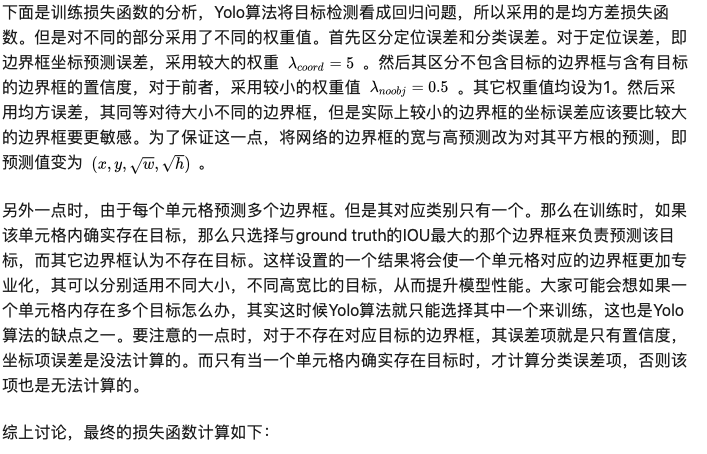 下面是训练损失函数的分析，Yolo算法将目标检测看成回归问题，所以采用的是均方差损失函
数。但是对不同的部分采用了不同的权重值。首先区分定位误差和分类误差。对于定位误差，即
边界框坐标预测误差，采用较大的权重 λ_{coord} = 5 。然后其区分不包含目标的边界框与含有目标
的边界框的置信度，对于前者，采用较小的权重值 λ_{noobj} = 0.5 。其它权重值均设为1。然后采
用均方误差，其同等对待大小不同的边界框，但是实际上较小的边界框的坐标误差应该要比较大
的边界框要更敏感。为了保证这一点，将网络的边界框的宽与高预测改为对其平方根的预测，即
预测值变为 (x, y, √w, √h) 。
另外一点时，由于每个单元格预测多个边界框。但是其对应类别只有一个。那么在训练时，如果
该单元格内确实存在目标，那么只选择与ground truth的IOU最大的那个边界框来负责预测该目
标，而其它边界框认为不存在目标。这样设置的一个结果将会使一个单元格对应的边界框更加专
业化，其可以分别适用不同大小，不同高宽比的目标，从而提升模型性能。大家可能会想如果一
个单元格内存在多个目标怎么办，其实这时候Yolo算法就只能选择其中一个来训练，这也是Yolo
算法的缺点之一。要注意的一点时，对于不存在对应目标的边界框，其误差项就是只有置信度，
坐标项误差是没法计算的。而只有当一个单元格内确实存在目标时，才计算分类误差项，否则该
项也是无法计算的。
综上讨论，最终的损失函数计算如下：